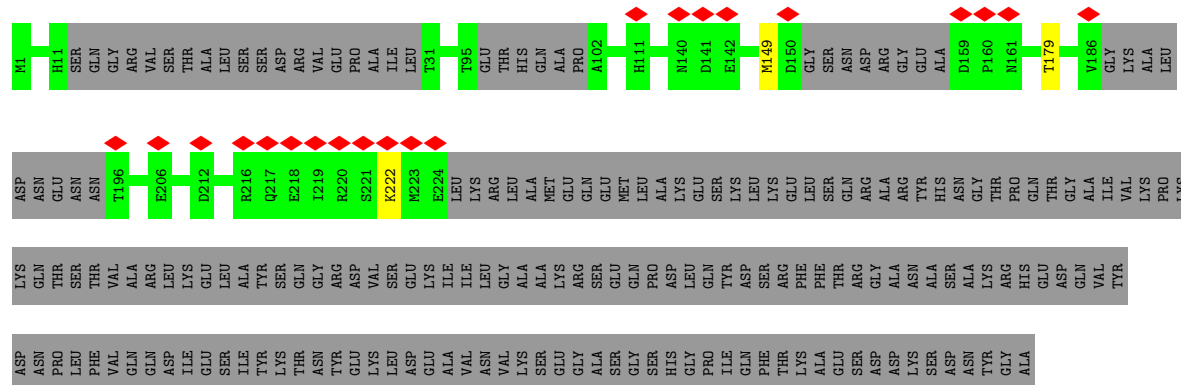 M1 H11 SER GLN GLY ARG VAL SER THR ALA LEU SER SER ASP ARG VAL GLU PRO ALA ILE LEU T31 T95 GLU THR HIS GLN ALA PRO A102 H111 N140 D141 E142 M149 D150 GLY SER ASN ASP ARG GLY GLU ALA D159 P160 N161 T179 V186 GLY LYS ALA LEU
ASP ASN GLU ASN ASN T196 E206 D212 R216 Q217 E218 I219 R220 S221 K222 M223 E224 LEU LYS ARG LEU ALA MET GLU GLN GLU MET LEU ALA LYS GLU SER LYS LEU LYS GLU LEU SER GLN ARG ALA ARG TYR HIS ASN GLY THR PRO GLN THR GLY ALA ILE VAL LYS PRO LYS
LYS GLN THR SER THR VAL ALA ARG LEU LYS GLU LEU ALA TYR SER GLN GLY ARG ASP VAL SER GLU LYS ILE ILE LEU GLY ALA ALA LYS ARG SER GLU GLN PRO ASP LEU GLN TYR ASP SER ARG PHE PHE THR ARG GLY ALA ASN ALA SER ALA LYS ARG HIS GLU ASP GLN VAL TYR
ASP ASN PRO LEU PHE VAL GLN GLN ASP ILE GLU SER ILE TYR LYS THR ASN TYR GLU LYS LEU ASP GLU ALA VAL ASN VAL LYS SER GLU GLY ALA SER GLY SER HIS GLY PRO ILE GLN PHE THR LYS ALA GLU SER ASP ASP LYS SER ASP ASN TYR GLY ALA